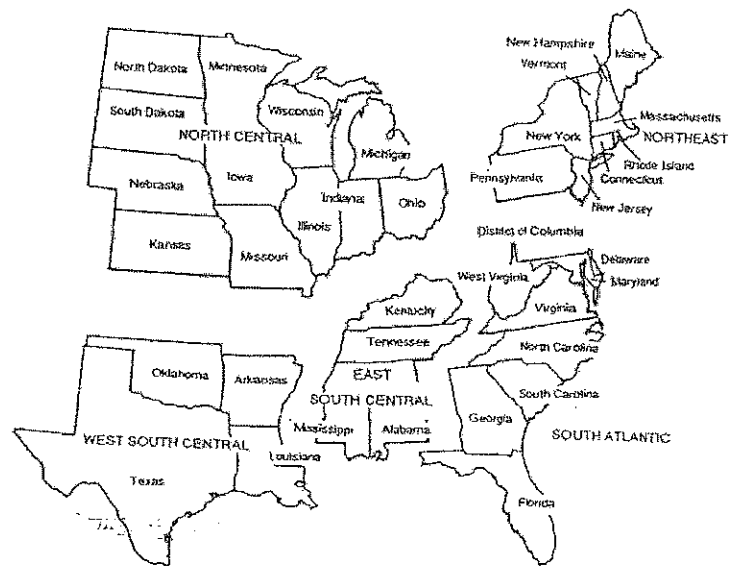 New Hampshire
Vermont
Maine
North Dakota
Minnesota
Wisconsin
South Dakota
NORTH CENTRAL
Michigan
Massachusetts
New York
NORTHEAST
Rhode Island
Connecticut
Pennsylvania
New Jersey
Nebraska
Iowa
Indiana
Ohio
Illinois
Kansas
Missouri
District of Columbia
Delaware
Maryland
West Virginia
Virginia
Kentucky
Tennessee
North Carolina
Oklahoma
Arkansas
EAST
SOUTH CENTRAL
South Carolina
Georgia
Mississippi
Alabama
SOUTH ATLANTIC
WEST SOUTH CENTRAL
Louisiana
Texas
Florida